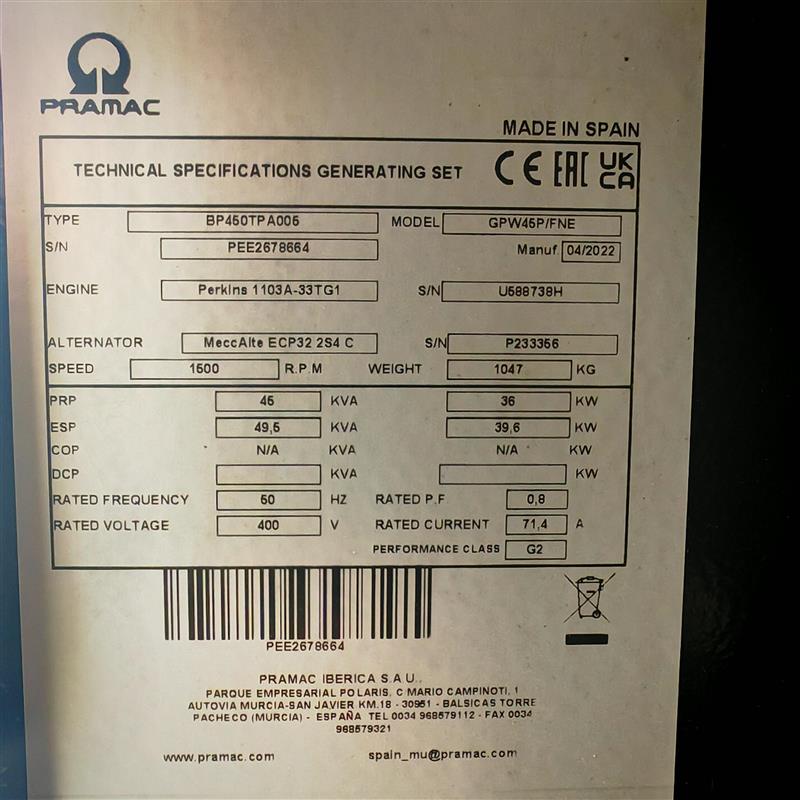 PRAMAC
MADE IN SPAIN
TECHNICAL SPECIFICATIONS GENERATING SET CE EAC UK CA
TYPE BP450TPA005 MODEL GPW45P/FNE
S/N PEE2678664 Manuf. 04/2022
ENGINE Perkins 1103A-33TG1 S/N U588738H
ALTERNATOR MeccAlte ECP32 2S4 C S/N P233356
SPEED 1500 R.P.M WEIGHT 1047 KG
PRP 45 KVA 36 KW
ESP 49,5 KVA 39,6 KW
COP N/A KVA N/A KW
DCP KVA KW
RATED FREQUENCY 50 HZ RATED P.F 0,8
RATED VOLTAGE 400 V RATED CURRENT 71,4 A
PERFORMANCE CLASS G2
PEE2678664
PRAMAC IBERICA S.A.U.
PARQUE EMPRESARIAL POLARIS, C MARIO CAMPINOTI, 1
AUTOVIA MURCIA-SAN JAVIER KM.18 - 30591 - BALSICAS TORRE
PACHECO (MURCIA) - ESPAÑA TEL 0034 968579112 - FAX 0034
968579321
www.pramac.com spain_mu@pramac.com